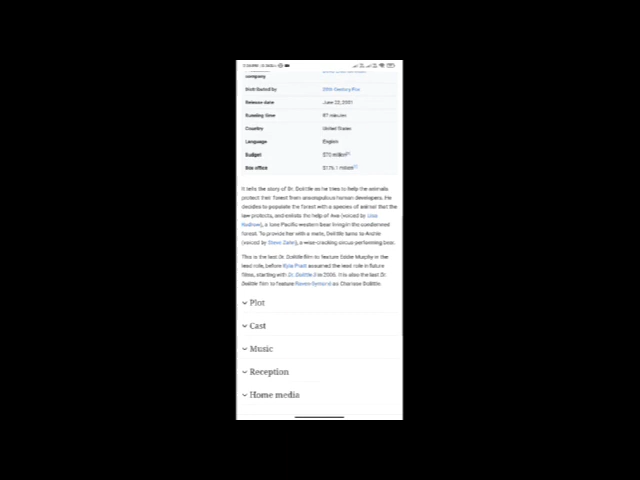 company
Distributed by 20th Century Fox
Release date June 22, 2001
Running time 87 minutes
Country United States
Language English
Budget $70 million
Box office $176.1 million
It tells the story of Dr. Dolittle as he tries to help the animals
protect their forest from unscrupulous human developers. He
decides to populate the forest with a species of animal that the
law protects, and enlists the help of Ava (voiced by Lisa
Kudrow), a lone Pacific western bear living in the condemned
forest. To provide her with a mate, Dolittle turns to Archie
(voiced by Steve Zahn), a wise-cracking circus-performing bear.
This is the last Dr. Dolittle film to feature Eddie Murphy in the
lead role, before Kyla Pratt assumed the lead role in future
films, starting with Dr. Dolittle 3 in 2006. It is also the last Dr.
Dolittle film to feature Raven-Symoné as Charisse Dolittle.
Plot
Cast
Music
Reception
Home media